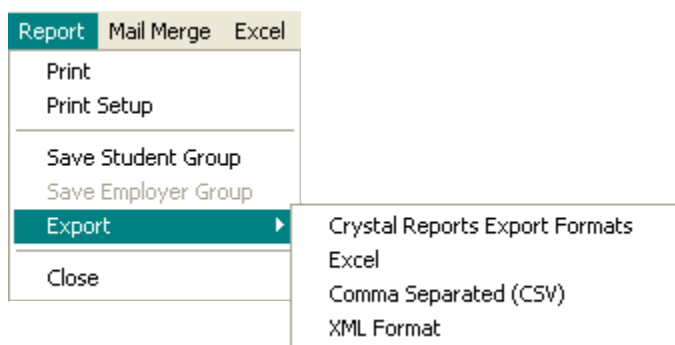 Report Mail Merge Excel
Print
Print Setup
Save Student Group
Save Employer Group
Export
Crystal Reports Export Formats
Excel
Close
Comma Separated (CSV)
XML Format